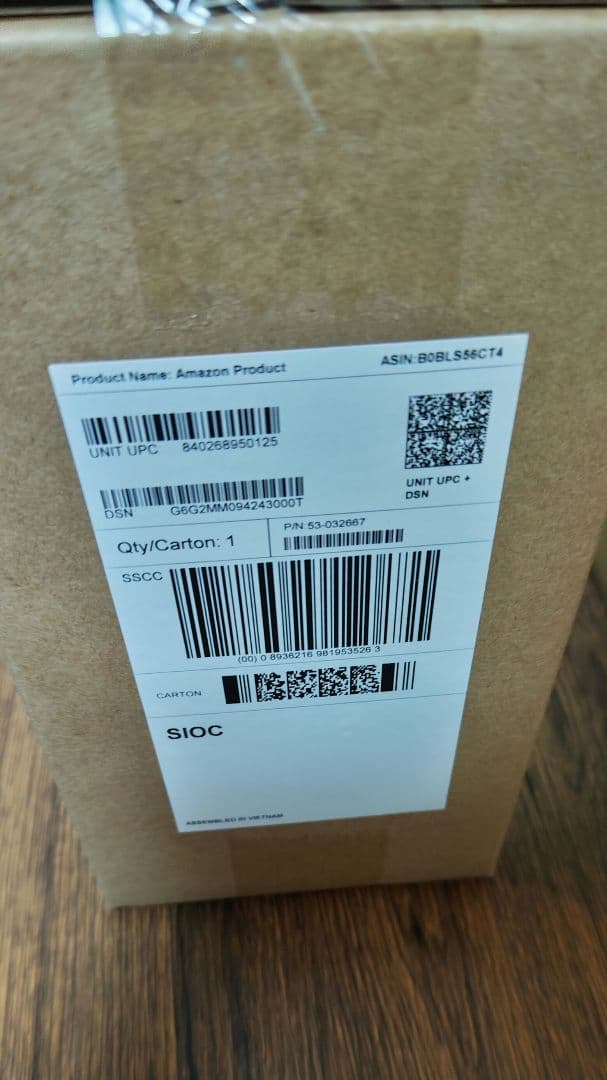 Product Name: Amazon Product
ASIN:B0BLS56CT4
UNIT UPC 840268950125
UNIT UPC +
DSN
DSN G6G2MM094243000T
Qty/Carton: 1
P/N:53-032667
SSCC
(00) 0 8936216 981953526 3
CARTON
SIOC
ASSEMBLED IN VIETNAM